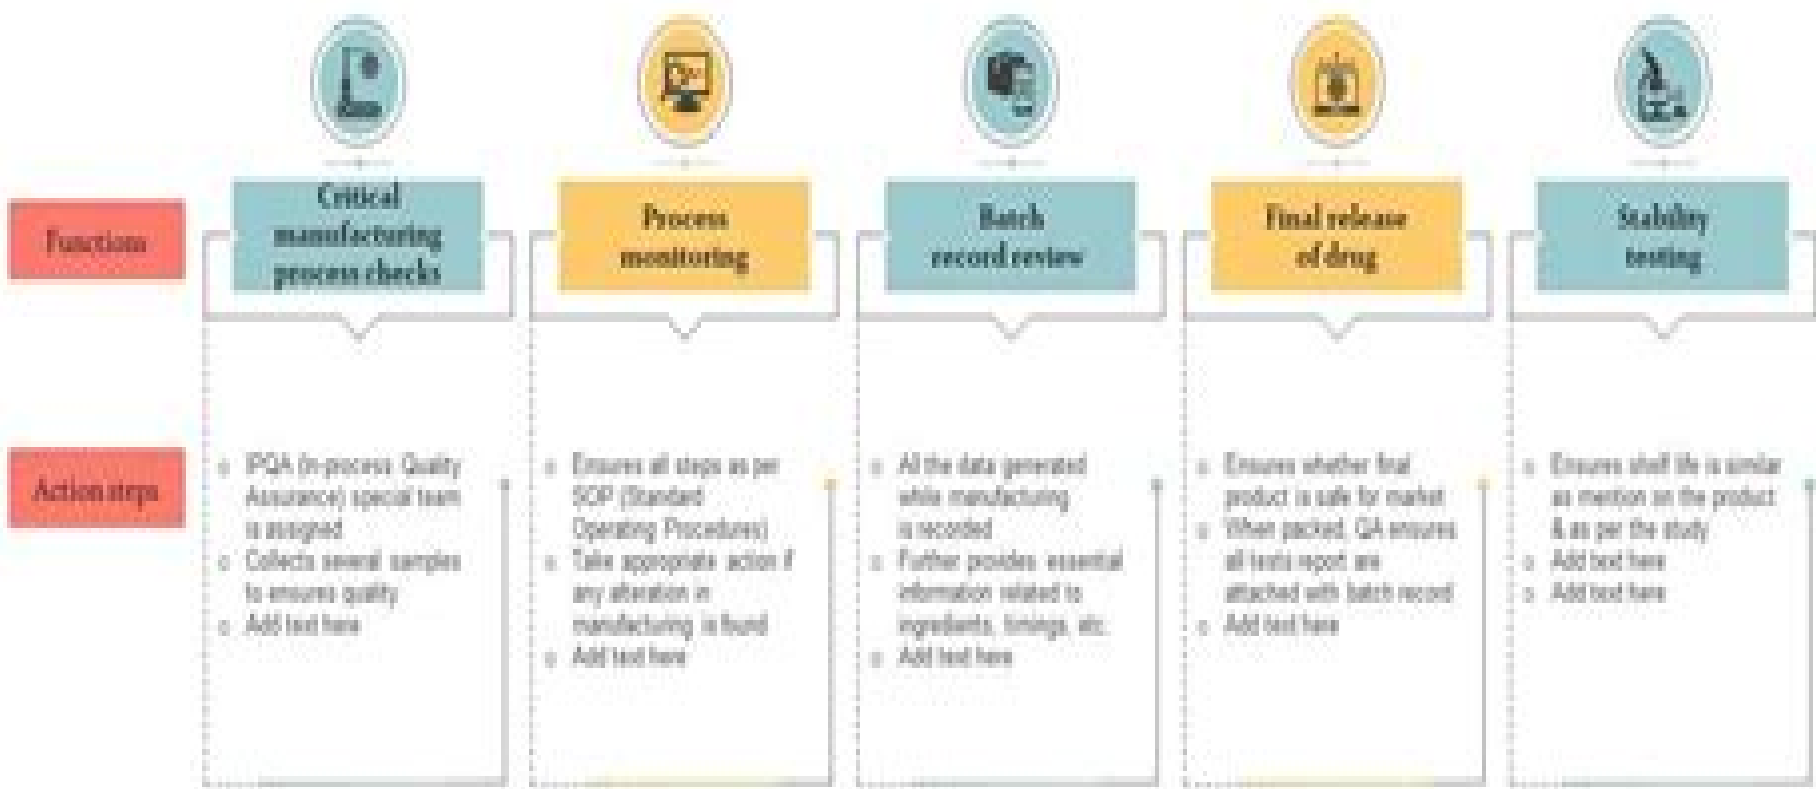 Functions
Critical
manufacturing
process checks
Process
monitoring
Batch
record review
Final release
of drug
Stability
testing
Action steps
IPQA (In-process Quality
Assurance) special team
is assigned
Collects several samples
to ensures quality
Add text here
Ensures all steps as per
SOP (Standard
Operating Procedures)
Take appropriate action if
any alteration in
manufacturing is found
Add text here
All the data generated
while manufacturing
is recorded
Further provides essential
information related to
ingredients, timings, etc.
Add text here
Ensures whether final
product is safe for market
When packed, QA ensures
all tests report are
attached with batch record
Add text here
Ensures shelf life is similar
as mention on the product
& as per the study
Add text here
Add text here